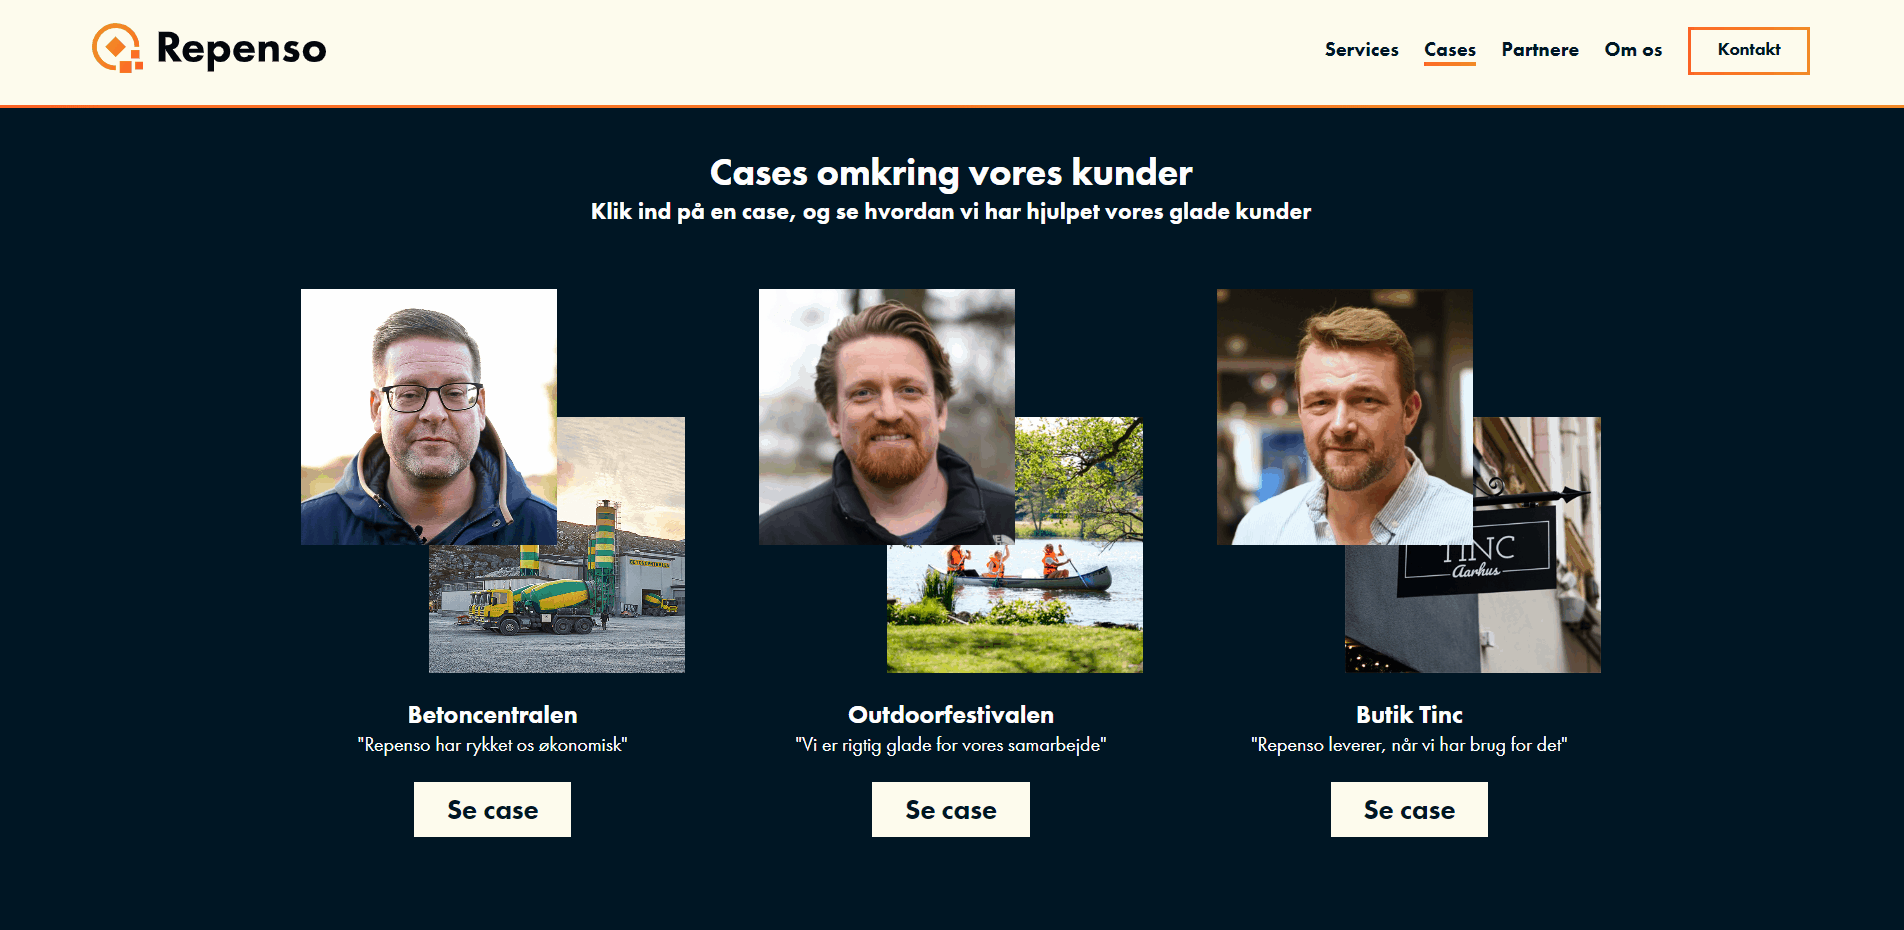 Repenso
Services Cases Partnere Om os Kontakt
Cases omkring vores kunder
Klik ind på en case, og se hvordan vi har hjulpet vores glade kunder
BETONCENTRALEN
TINC
Aarhus
Betoncentralen Outdoorfestivalen Butik Tinc
"Repenso har rykket os økonomisk" "Vi er rigtig glade for vores samarbejde" "Repenso leverer, når vi har brug for det"
Se case Se case Se case